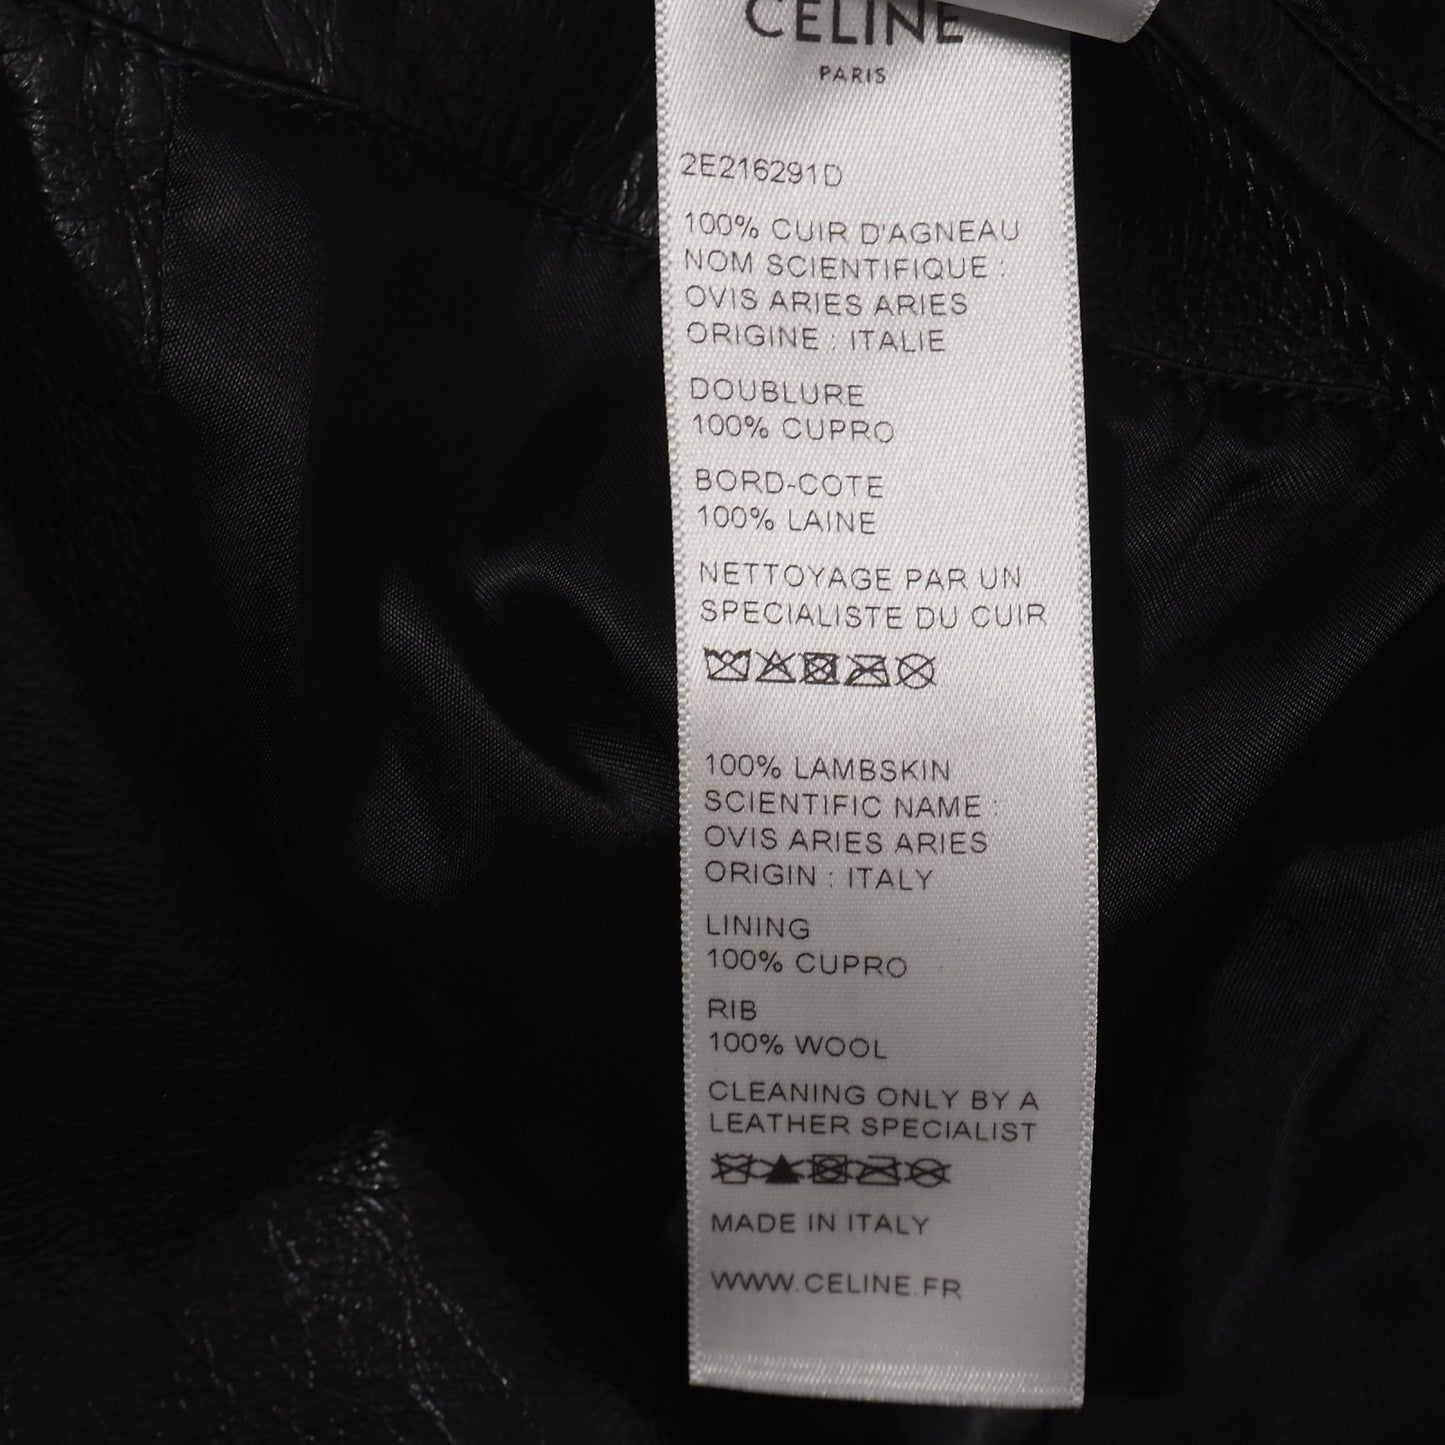 CELINE
PARIS
2E216291D
100% CUIR D'AGNEAU
NOM SCIENTIFIQUE :
OVIS ARIES ARIES
ORIGINE : ITALIE
DOUBLURE
100% CUPRO
BORD-COTE
100% LAINE
NETTOYAGE PAR UN
SPECIALISTE DU CUIR
100% LAMBSKIN
SCIENTIFIC NAME :
OVIS ARIES ARIES
ORIGIN : ITALY
LINING
100% CUPRO
RIB
100% WOOL
CLEANING ONLY BY A
LEATHER SPECIALIST
MADE IN ITALY
WWW.CELINE.FR